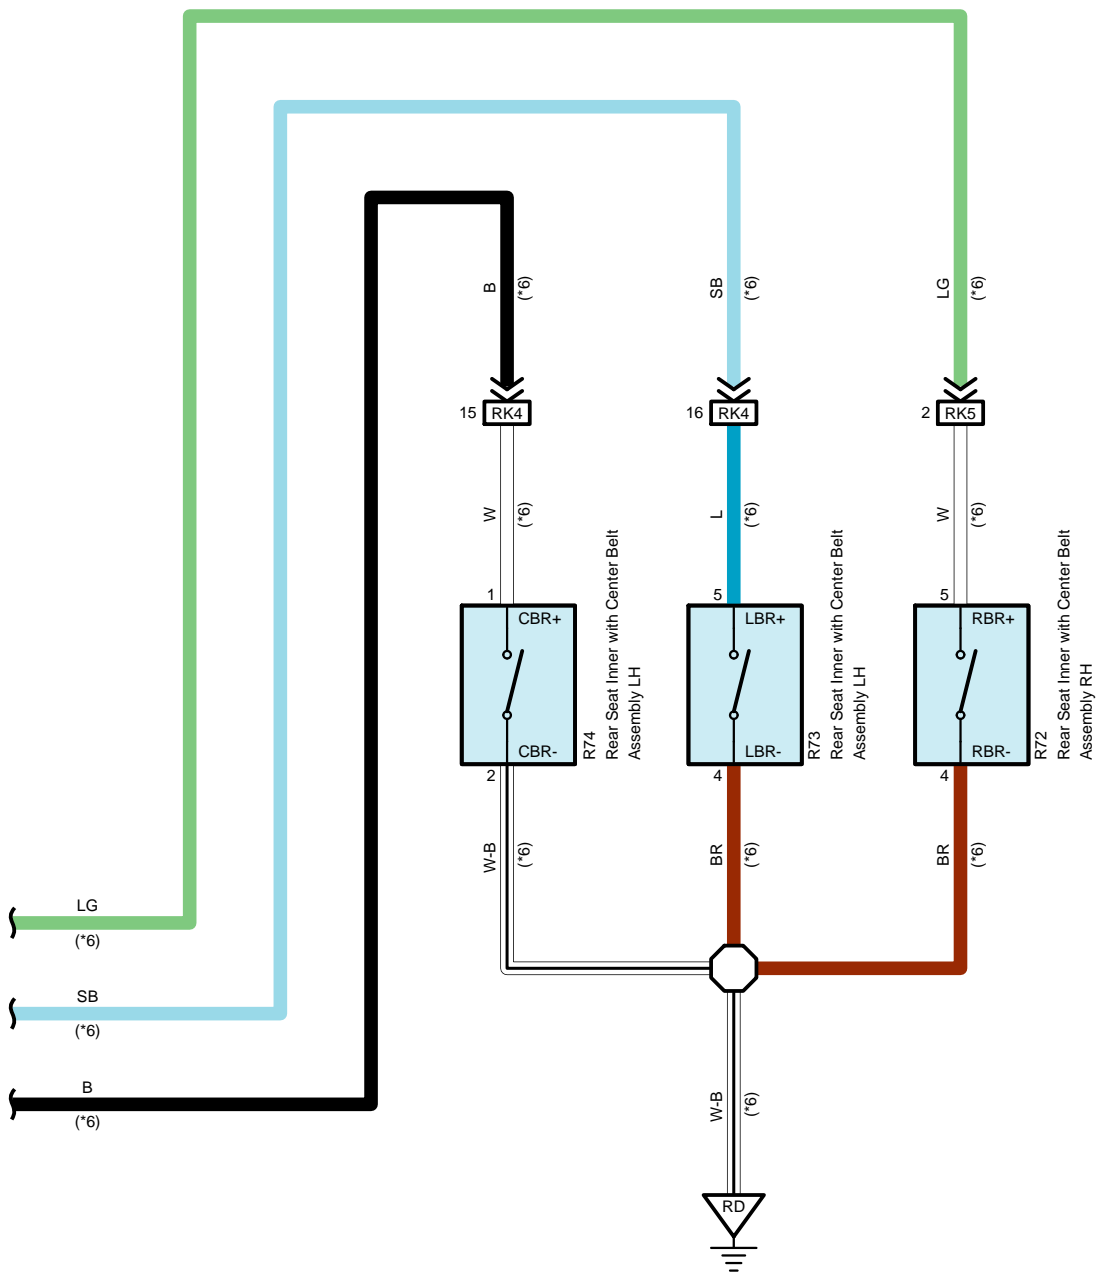 B
(*6)
SB
(*6)
LG
(*6)
15
RK4
16
RK4
2
RK5
W
(*6)
L
(*6)
W
(*6)
1
CBR+
CBR-
2
R74
Rear Seat Inner with Center Belt
Assembly LH
5
LBR+
LBR-
4
R73
Rear Seat Inner with Center Belt
Assembly LH
5
RBR+
RBR-
4
R72
Rear Seat Inner with Center Belt
Assembly RH
W-B
(*6)
BR
(*6)
BR
(*6)
LG
(*6)
SB
(*6)
B
(*6)
W-B
(*6)
RD